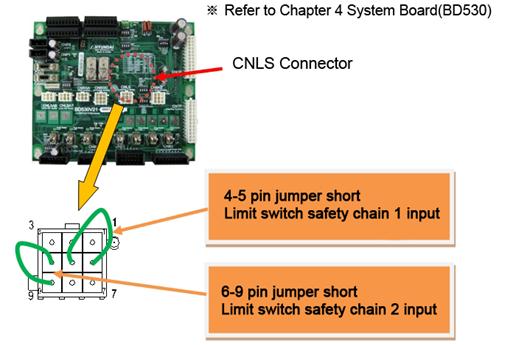 ※ Refer to Chapter 4 System Board(BD530)
HYUNDAI
CNLS Connector
BD530V21
4-5 pin jumper short
Limit switch safety chain 1 input
3
1
6-9 pin jumper short
Limit switch safety chain 2 input
9
7